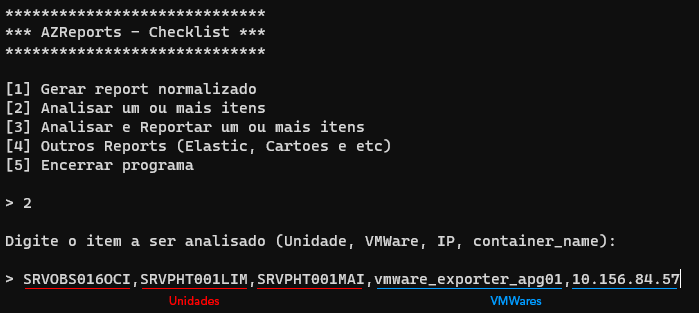 *****************************
*** AZReports - Checklist ***
*****************************
[1] Gerar report normalizado
[2] Analisar um ou mais itens
[3] Analisar e Reportar um ou mais itens
[4] Outros Reports (Elastic, Cartoes e etc)
[5] Encerrar programa
> 2
Digite o item a ser analisado (Unidade, VMWare, IP, container_name):
> SRVOBS016OCI,SRVPHT001LIM,SRVPHT001MAI,vmware_exporter_apg01,10.156.84.57
Unidades VMWares